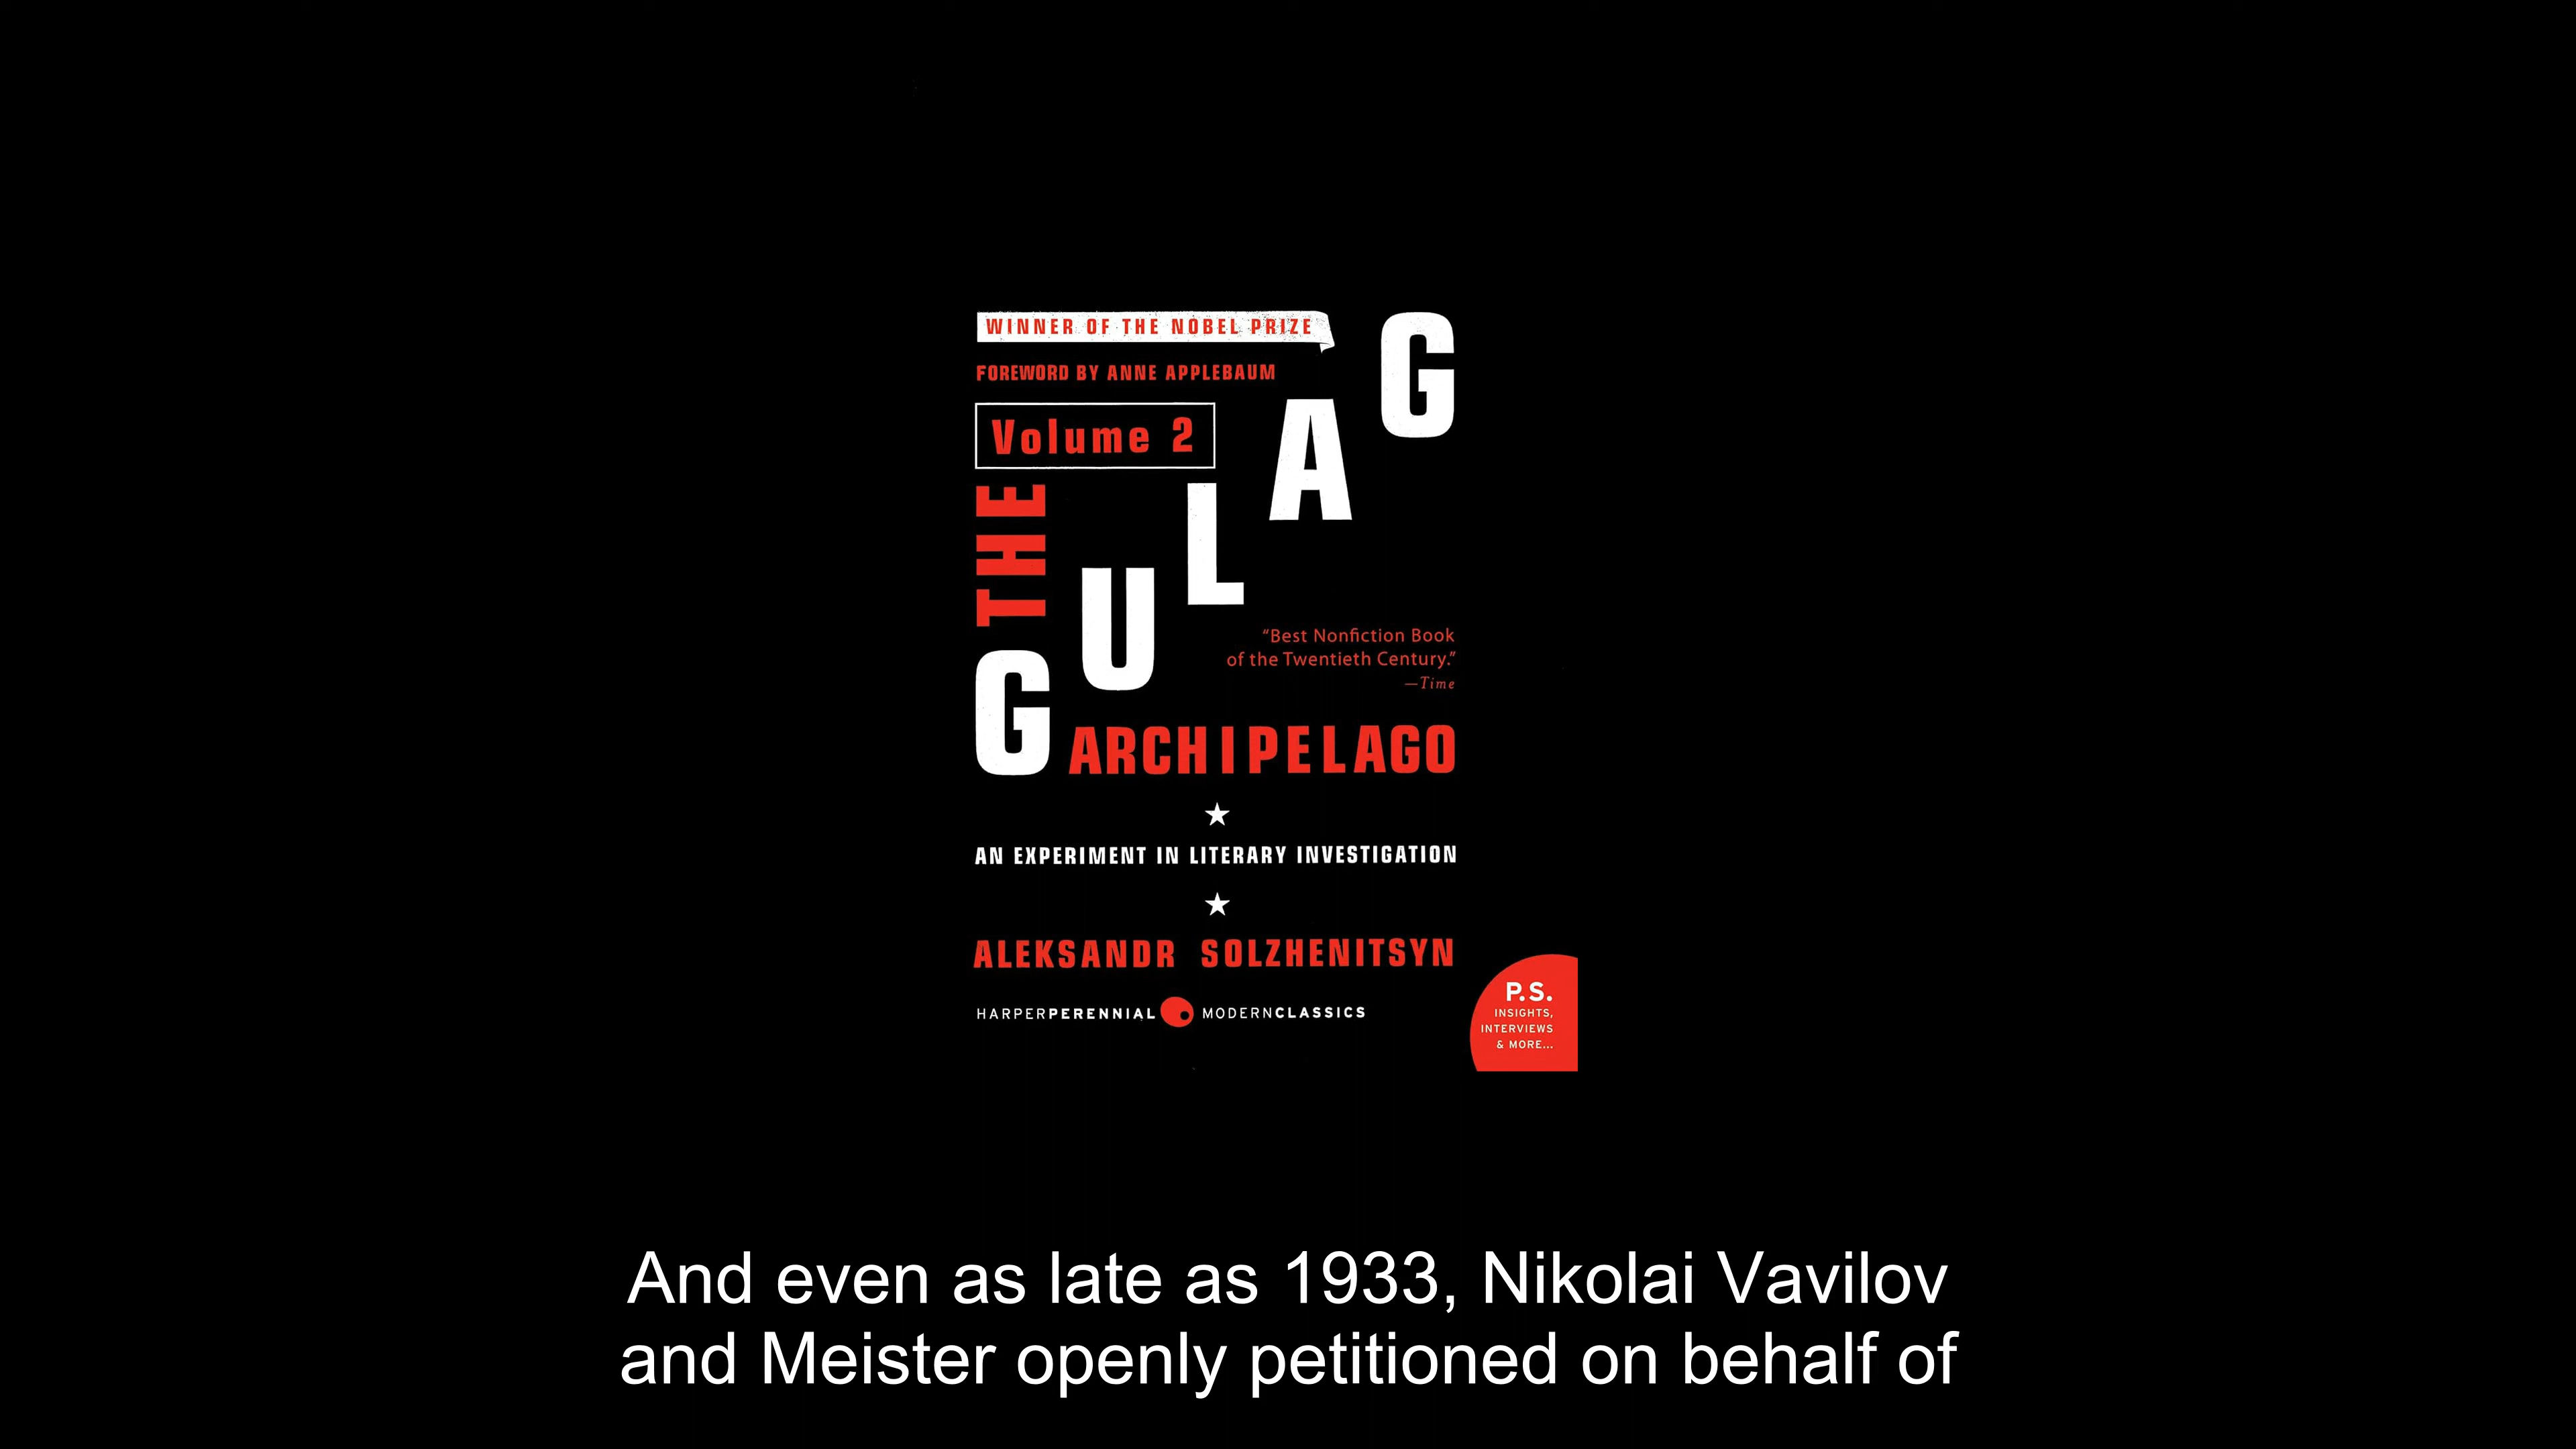 WINNER OF THE NOBEL PRIZE
FOREWORD BY ANNE APPLEBAUM
Volume 2
THE
GULAG
ARCHIPELAGO
“Best Nonfiction Book
of the Twentieth Century.”
—Time
AN EXPERIMENT IN LITERARY INVESTIGATION
ALEKSANDR SOLZHENITSYN
HARPERPERENNIAL MODERNCLASSICS
P.S.
INSIGHTS,
INTERVIEWS
& MORE...
And even as late as 1933, Nikolai Vavilov
and Meister openly petitioned on behalf of